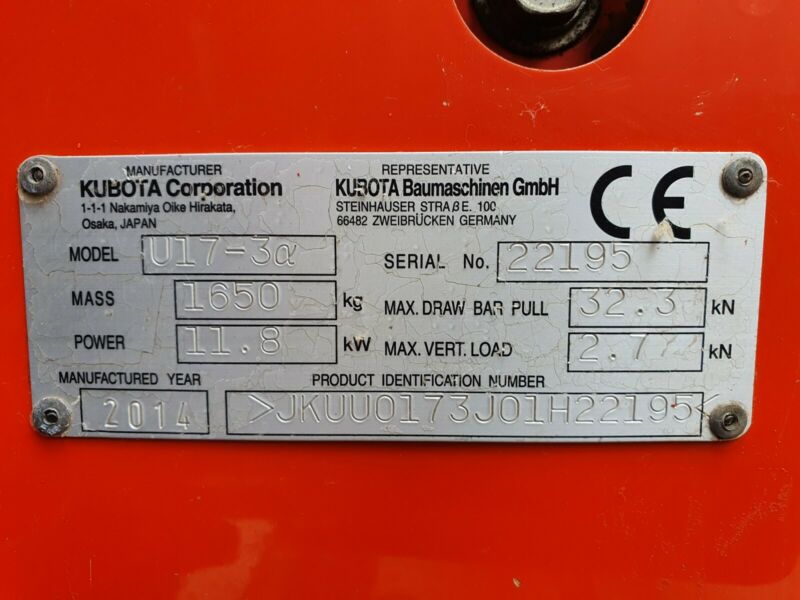 MANUFACTURER
KUBOTA Corporation
1-1-1 Nakamiya Oike Hirakata,
Osaka, JAPAN
REPRESENTATIVE
KUBOTA Baumaschinen GmbH
STEINHAUSER STRAßE. 100
66482 ZWEIBRÜCKEN GERMANY
CE
MODEL U17-3α
SERIAL No. 22195
MASS 1650 kg
MAX. DRAW BAR PULL 32.3 kN
POWER 11.8 kW
MAX. VERT. LOAD 2.7 kN
MANUFACTURED YEAR
2014
PRODUCT IDENTIFICATION NUMBER
>JKUU0173J01H22195<